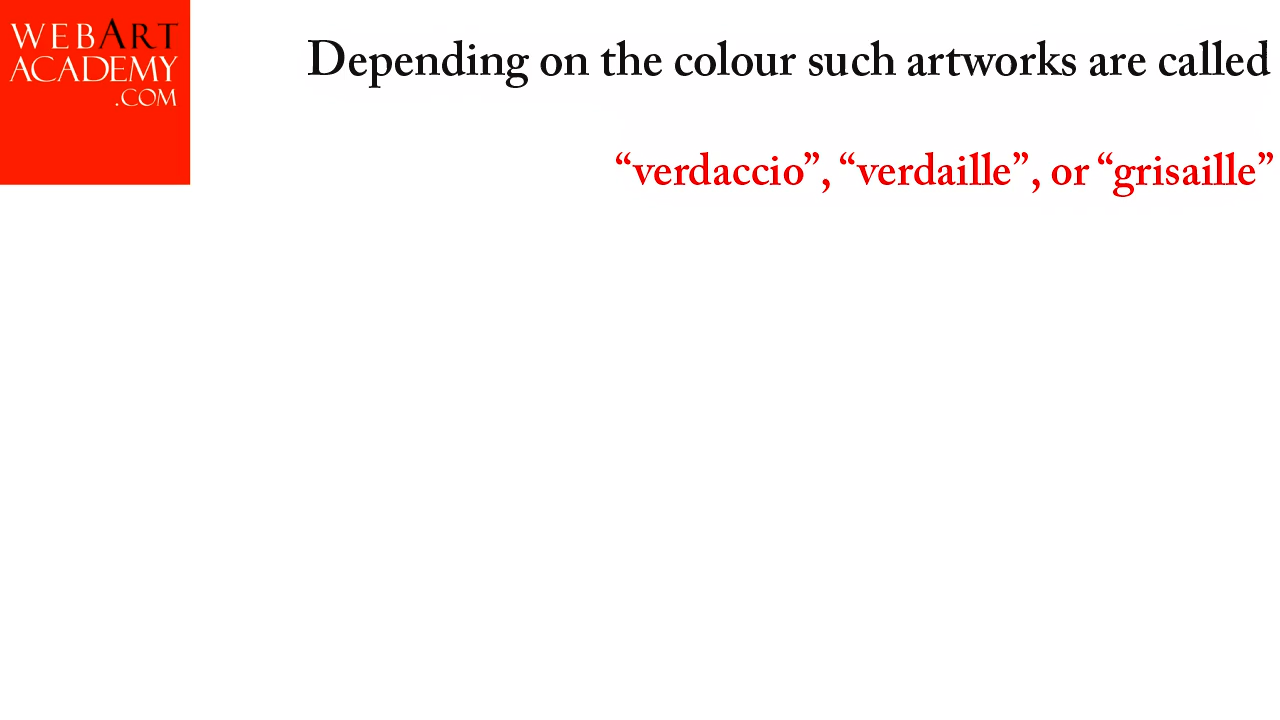 WEBART
ACADEMY
.COM
Depending on the colour such artworks are called
“verdaccio”, “verdaille”, or “grisaille”